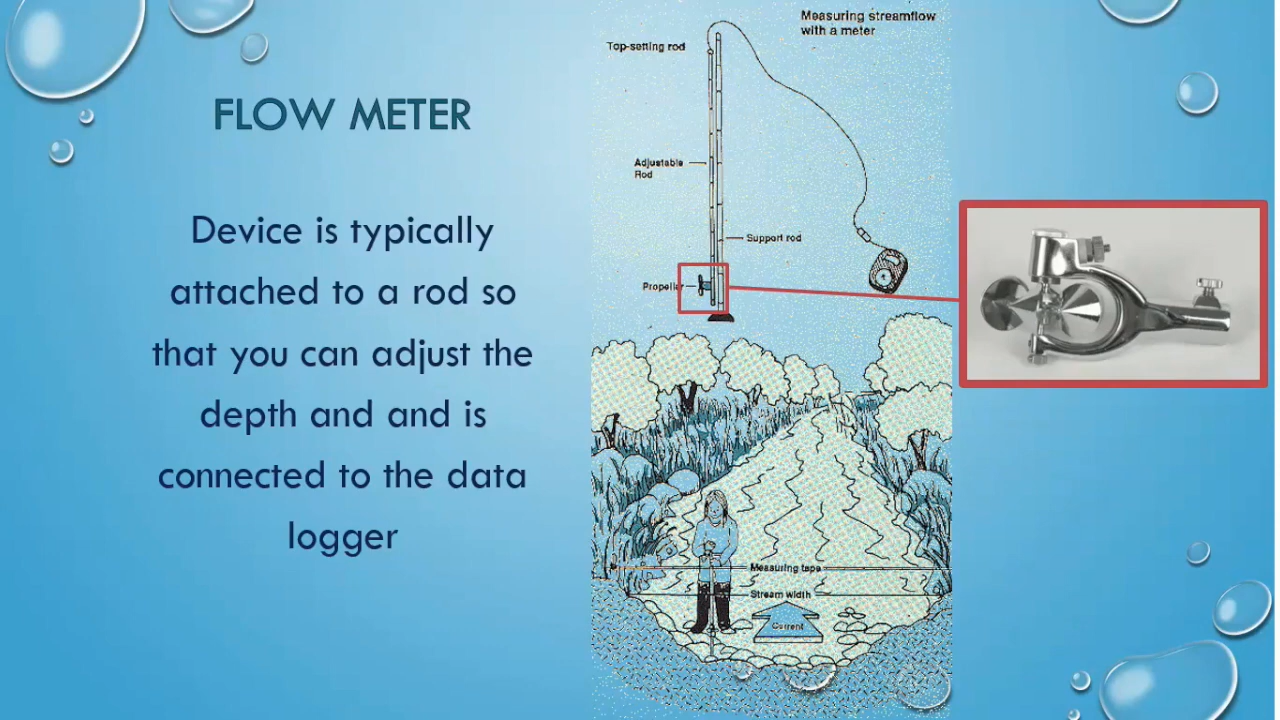 FLOW METER
Device is typically
attached to a rod so
that you can adjust the
depth and and is
connected to the data
logger
Measuring streamflow
with a meter
Top-setting rod
Adjustable
Rod
Support rod
Propeller
Measuring tape
Stream width
Current